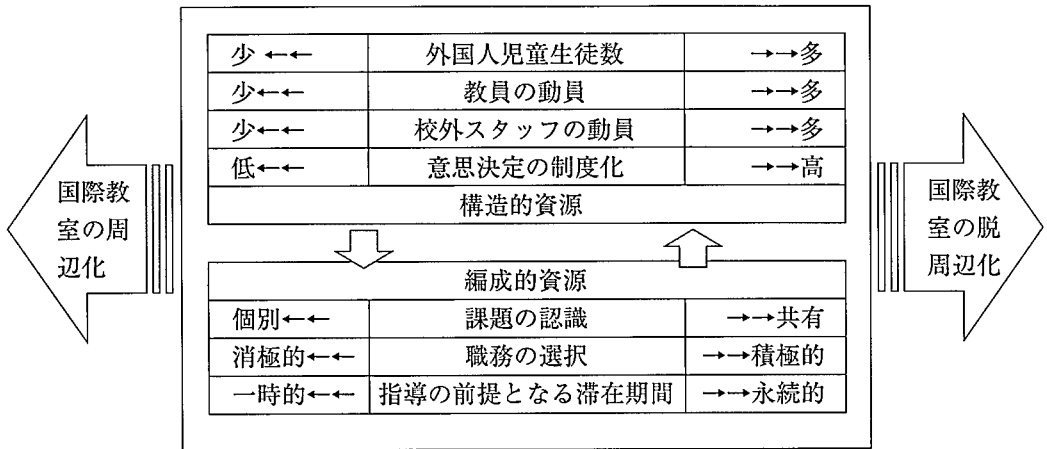 少 ←← 外国人児童生徒数 →→多
少←← 教員の動員 →→多
少←← 校外スタッフの動員 →→多
低←← 意思決定の制度化 →→高
構造的資源
国際教
室の周
辺化
国際教
室の脱
周辺化
編成的資源
個別←← 課題の認識 →→共有
消極的←← 職務の選択 →→積極的
一時的←← 指導の前提となる滞在期間 →→永続的